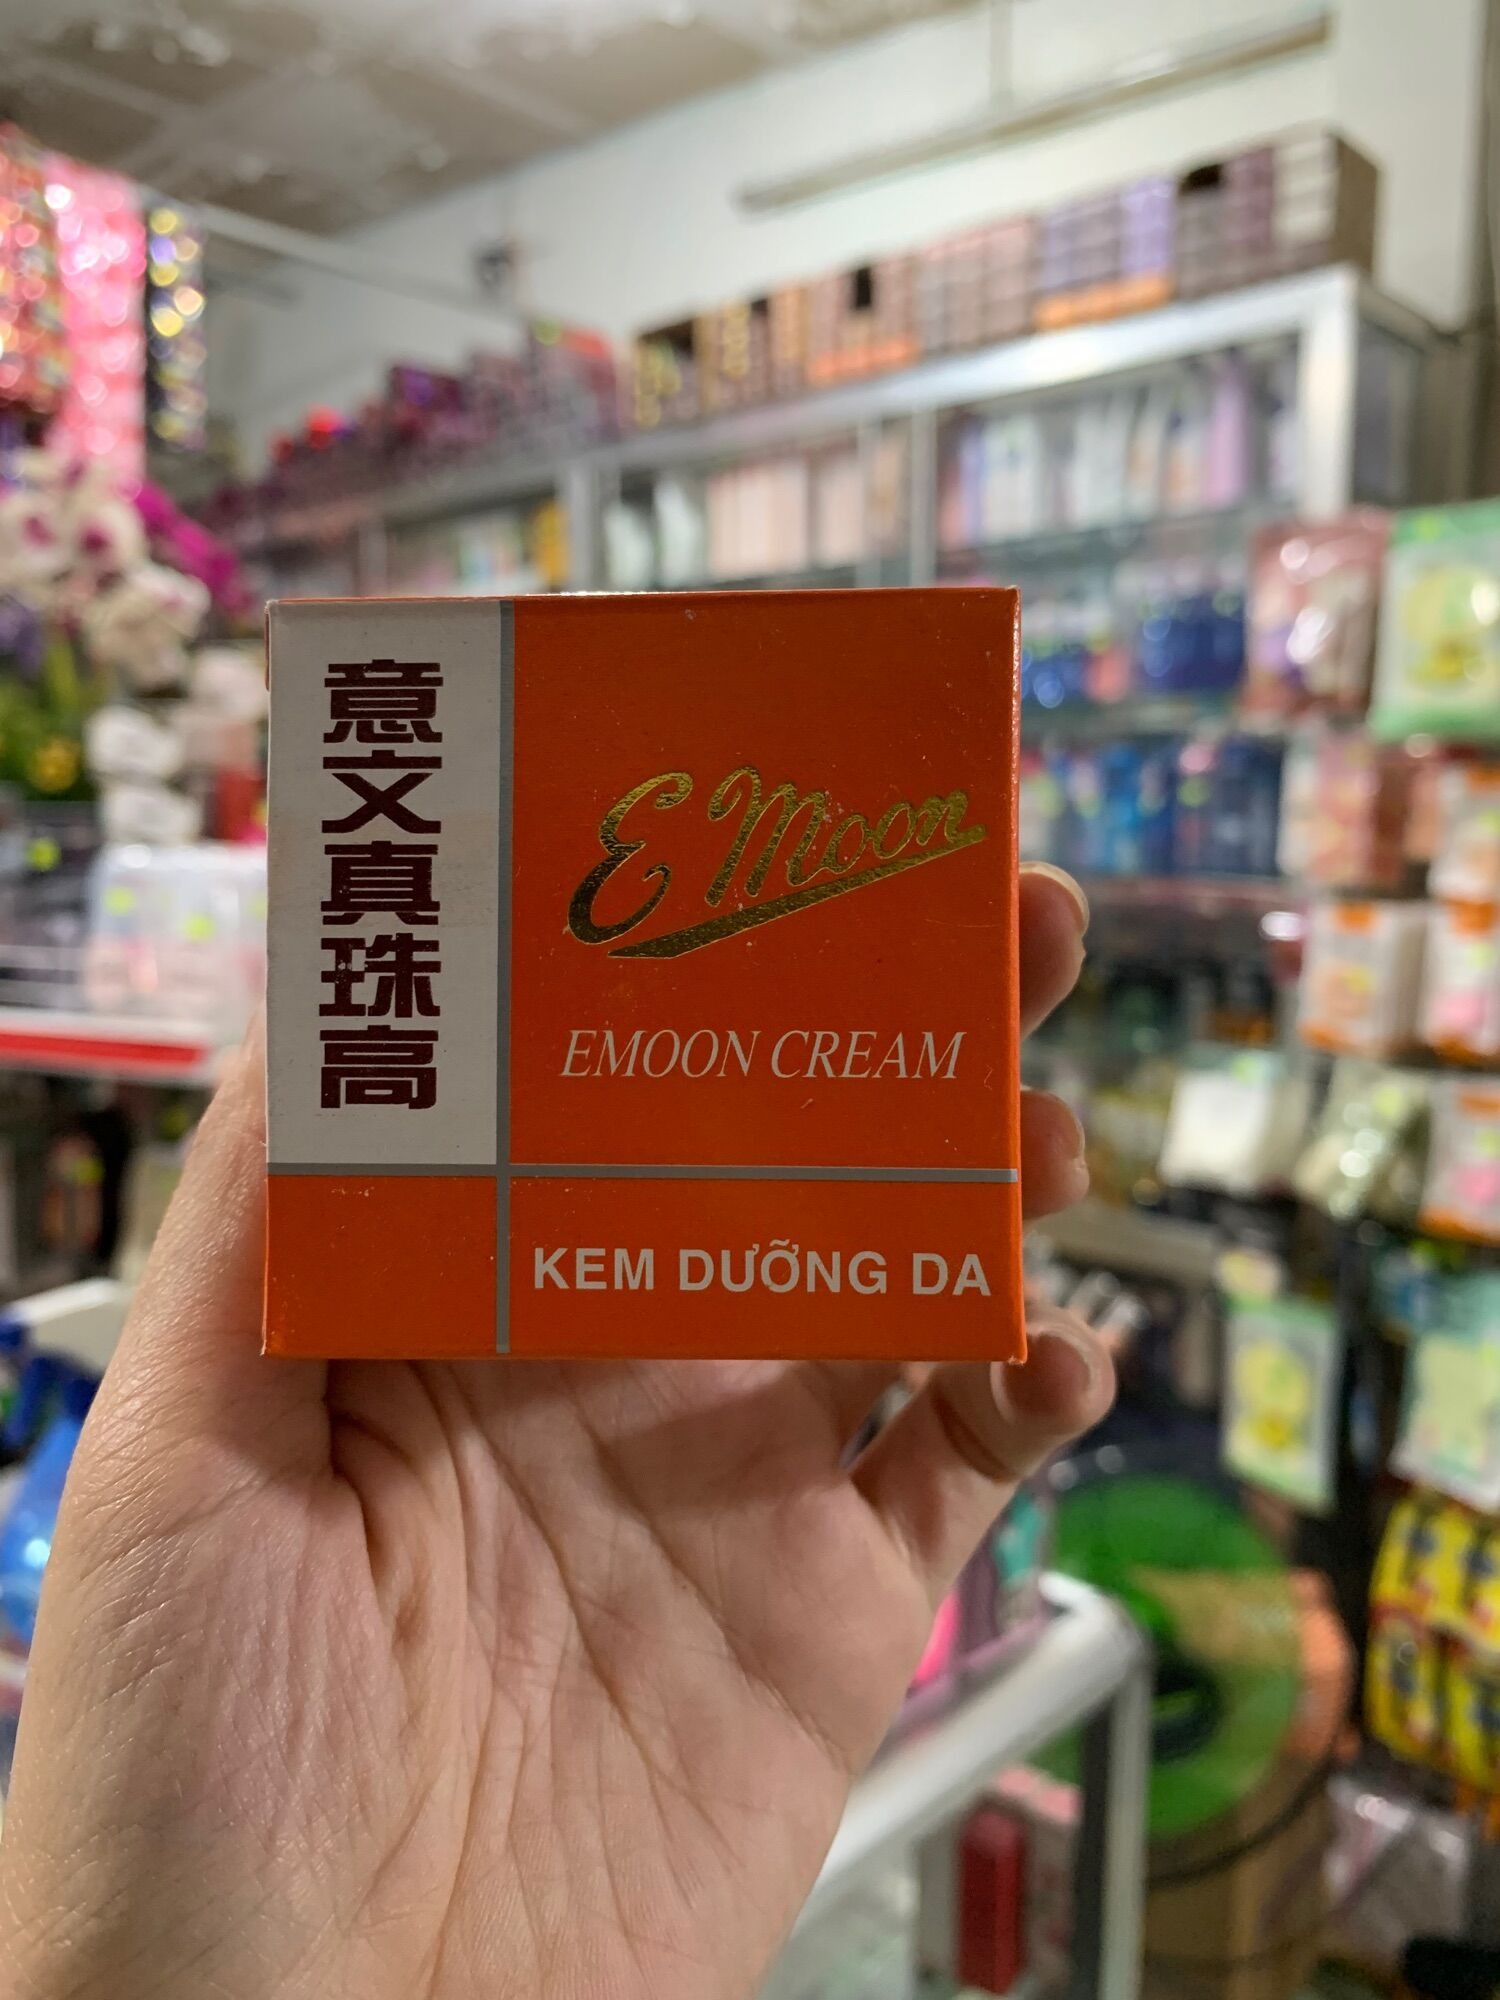 意文真珠高
E Moon
EMOON CREAM
KEM DƯỠNG DA